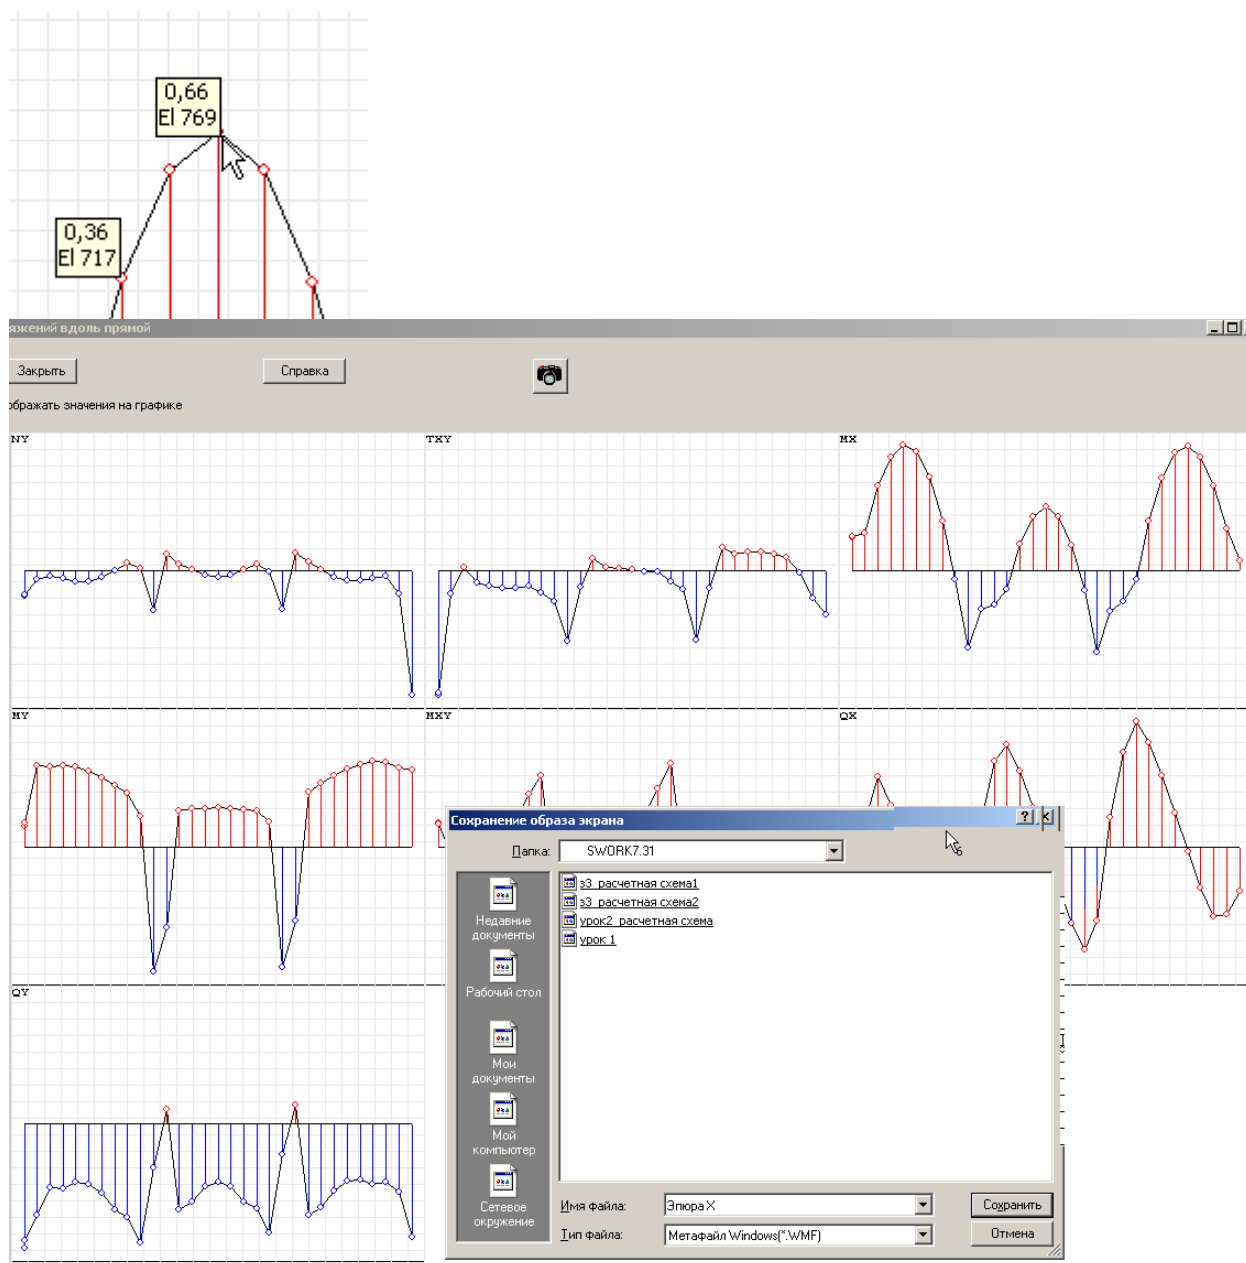 0,66
El 769
0,36
El 717
яжений вдоль прямой
Закрыть
Справка
ображать значения на графике
NY
TXY
MX
MY
MXY
QX
Сохранение образа экрана
Папка:
SWORK7.31
з3_расчетная схема1
з3_расчетная схема2
урок2_расчетная схема
урок 1
Недавние
документы
Рабочий стол
Мои
документы
Мой
компьютер
Сетевое
окружение
Имя файла:
Эпюра X
Сохранить
Тип файла:
Метафайл Windows(*.WMF)
Отмена
QY